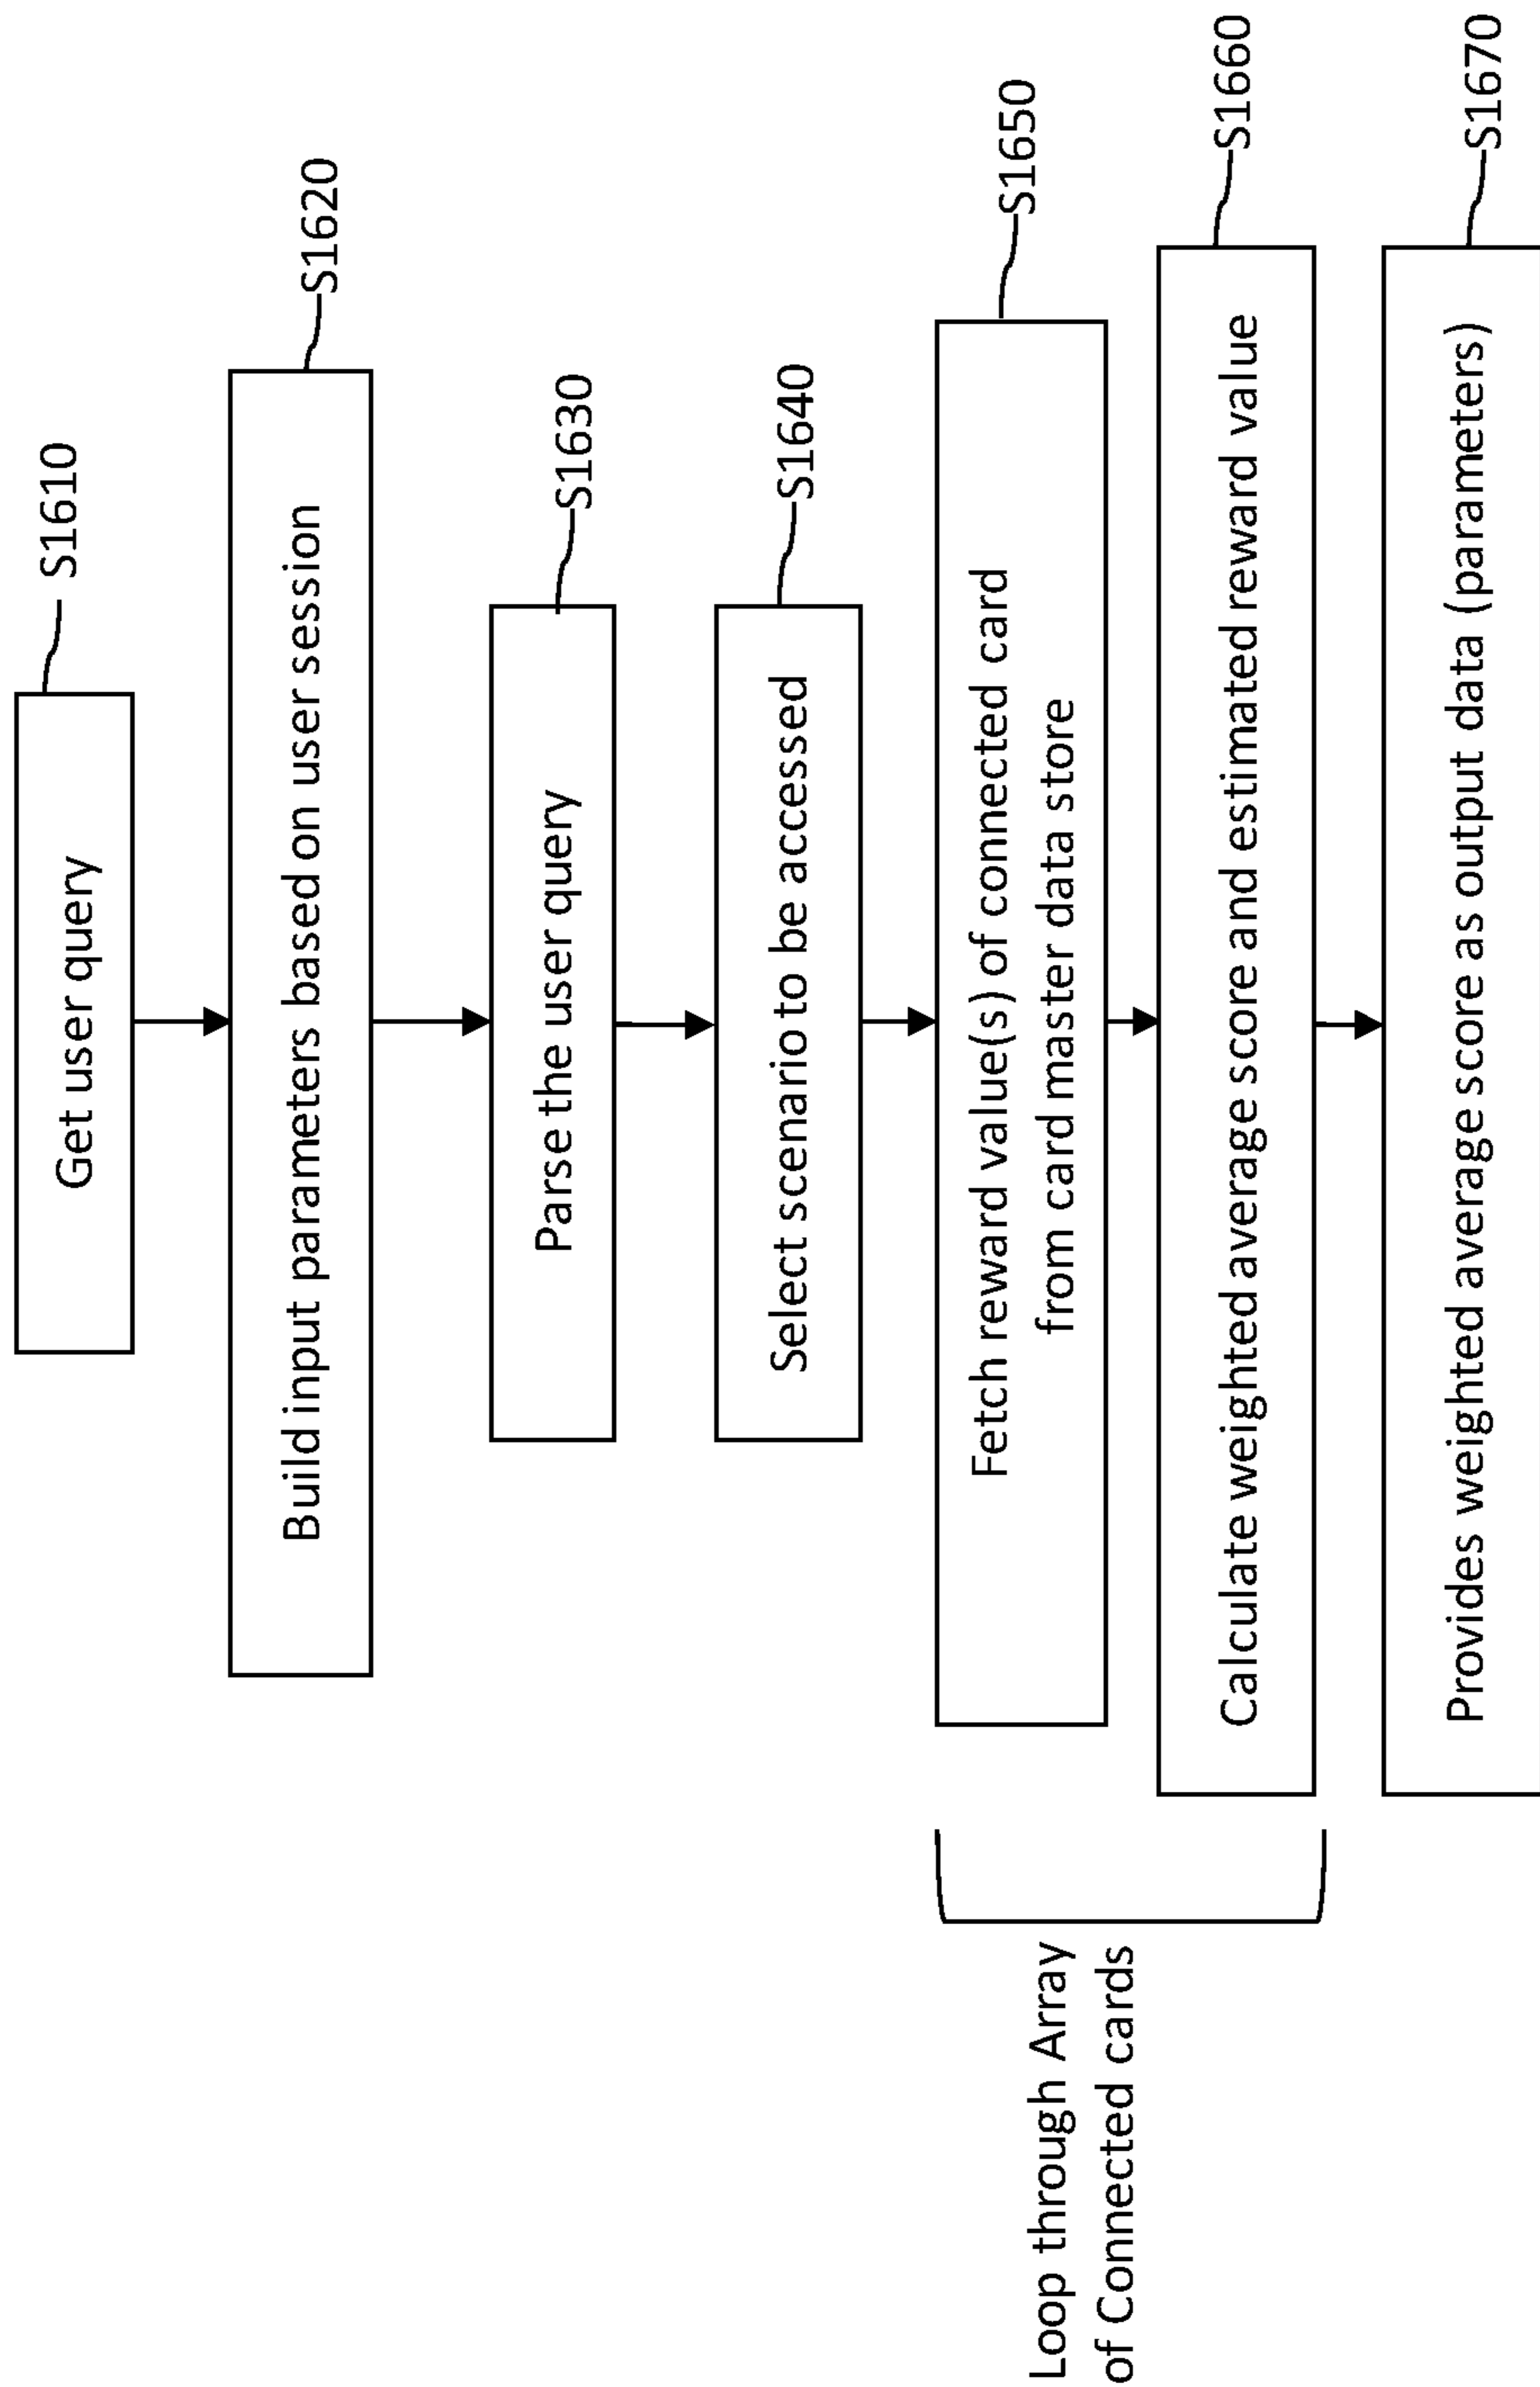 Get user query
S1610
Build input parameters based on user session
S1620
Parse the user query
S1630
Select scenario to be accessed
S1640
Loop through Array
of Connected cards
Fetch reward value(s) of connected card
from card master data store
S1650
Calculate weighted average score and estimated reward value
S1660
Provides weighted average score as output data (parameters)
S1670